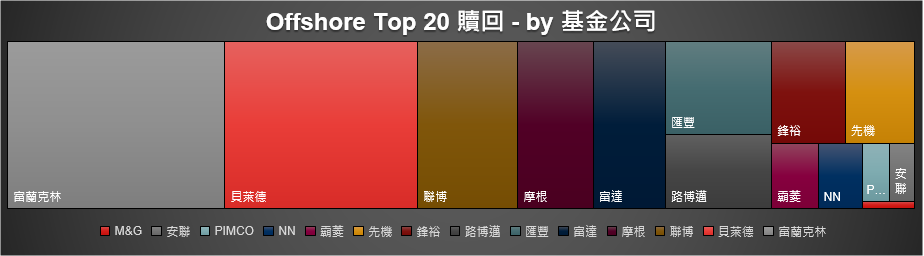 Offshore Top 20 贖回 - by 基金公司
富蘭克林
貝萊德
聯博
摩根
富達
匯豐
路博邁
鋒裕
先機
霸菱
NN
P...
安聯
M&G 安聯 PIMCO NN 霸菱 先機 鋒裕 路博邁 匯豐 富達 摩根 聯博 貝萊德 富蘭克林